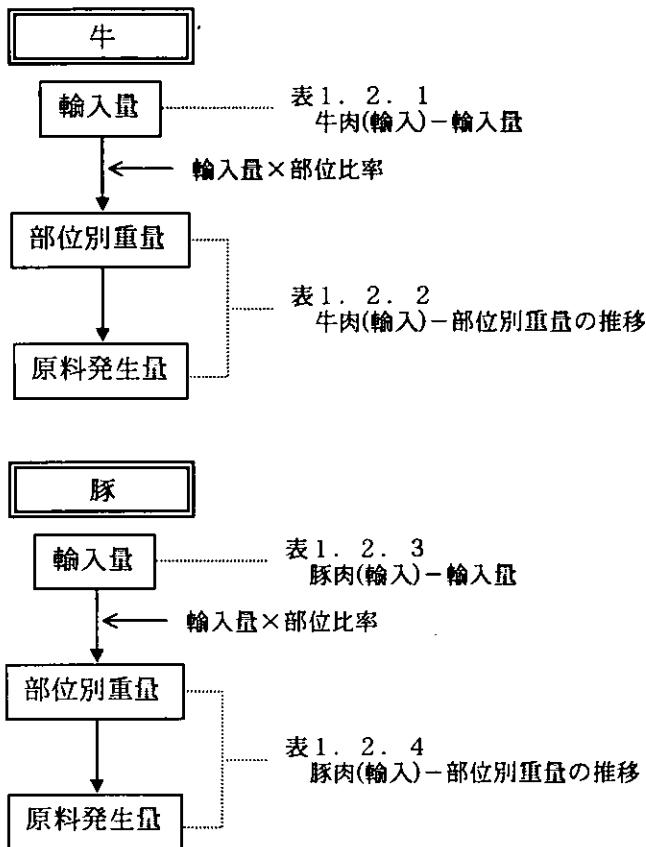 牛
輸入量
表１．２．１
牛肉(輸入)－輸入量
輸入量×部位比率
部位別重量
表１．２．２
牛肉(輸入)－部位別重量の推移
原料発生量
豚
輸入量
表１．２．３
豚肉(輸入)－輸入量
輸入量×部位比率
部位別重量
表１．２．４
豚肉(輸入)－部位別重量の推移
原料発生量